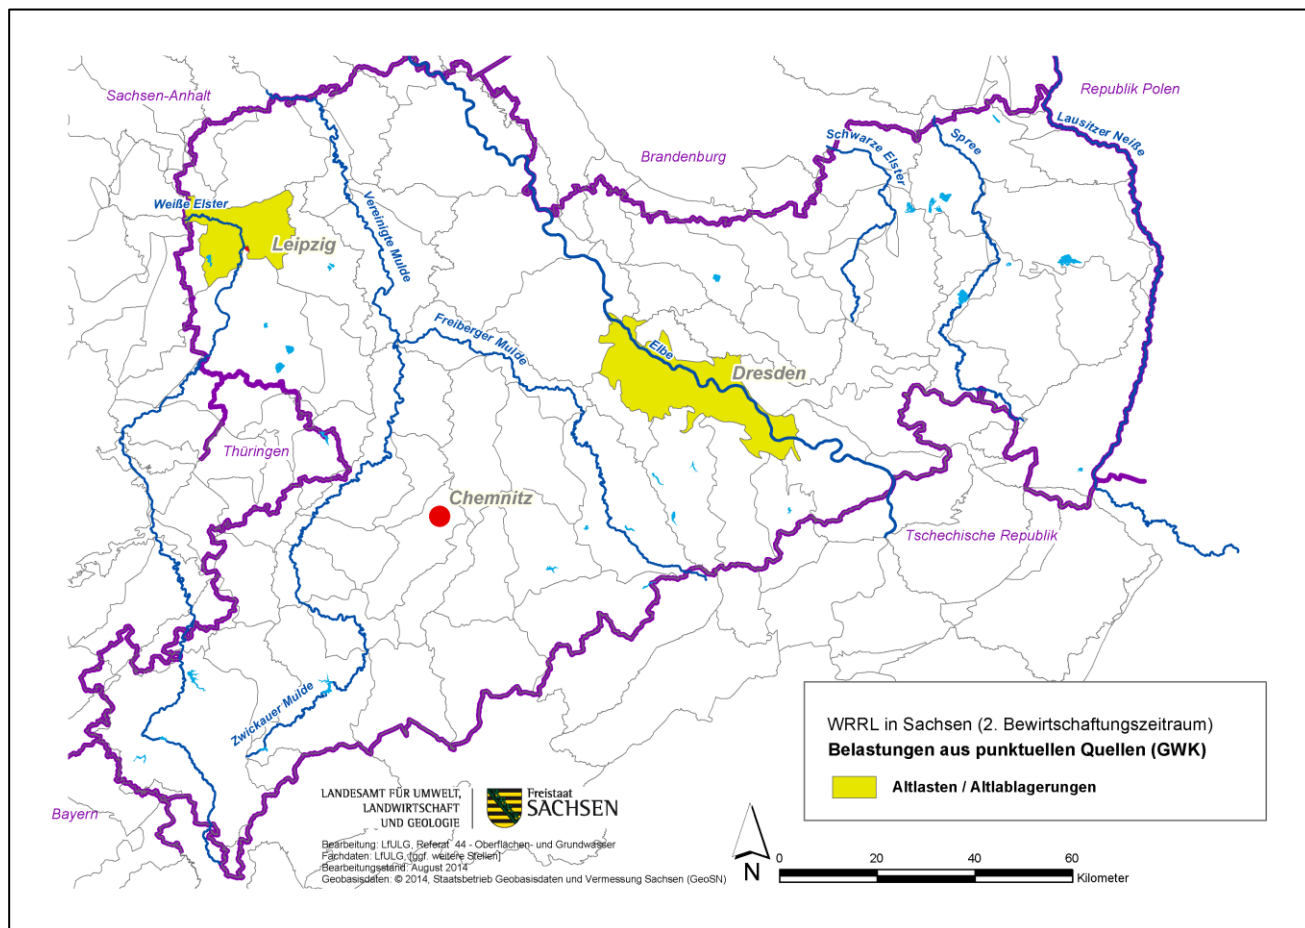 Sachsen-Anhalt
Republik Polen
Lausitzer Neiße
Schwarze Elster
Spree
Brandenburg
Weiße Elster
Vereinigte Mulde
Leipzig
Freiberger Mulde
Elbe
Dresden
Thüringen
Chemnitz
Tschechische Republik
Zwickauer Mulde
Bayern
WRRL in Sachsen (2. Bewirtschaftungszeitraum)
Belastungen aus punktuellen Quellen (GWK)
Altlasten / Altablagerungen
LANDESAMT FÜR UMWELT,
LANDWIRTSCHAFT
UND GEOLOGIE
Freistaat
SACHSEN
Bearbeitung: LfULG, Referat 44 - Oberflächen- und Grundwasser
Fachdaten: LfULG, [ggf. weitere Stellen]
Bearbeitungsstand: August 2014
Geobasisdaten: © 2014, Staatsbetrieb Geobasisdaten und Vermessung Sachsen (GeoSN)
N
0 20 40 60
Kilometer